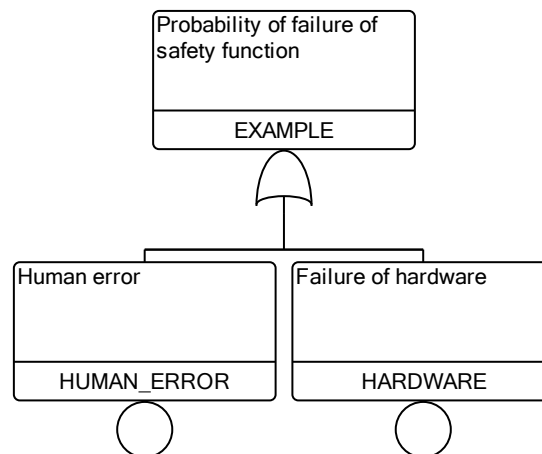 Probability of failure of
safety function
EXAMPLE
Human error
HUMAN_ERROR
Failure of hardware
HARDWARE